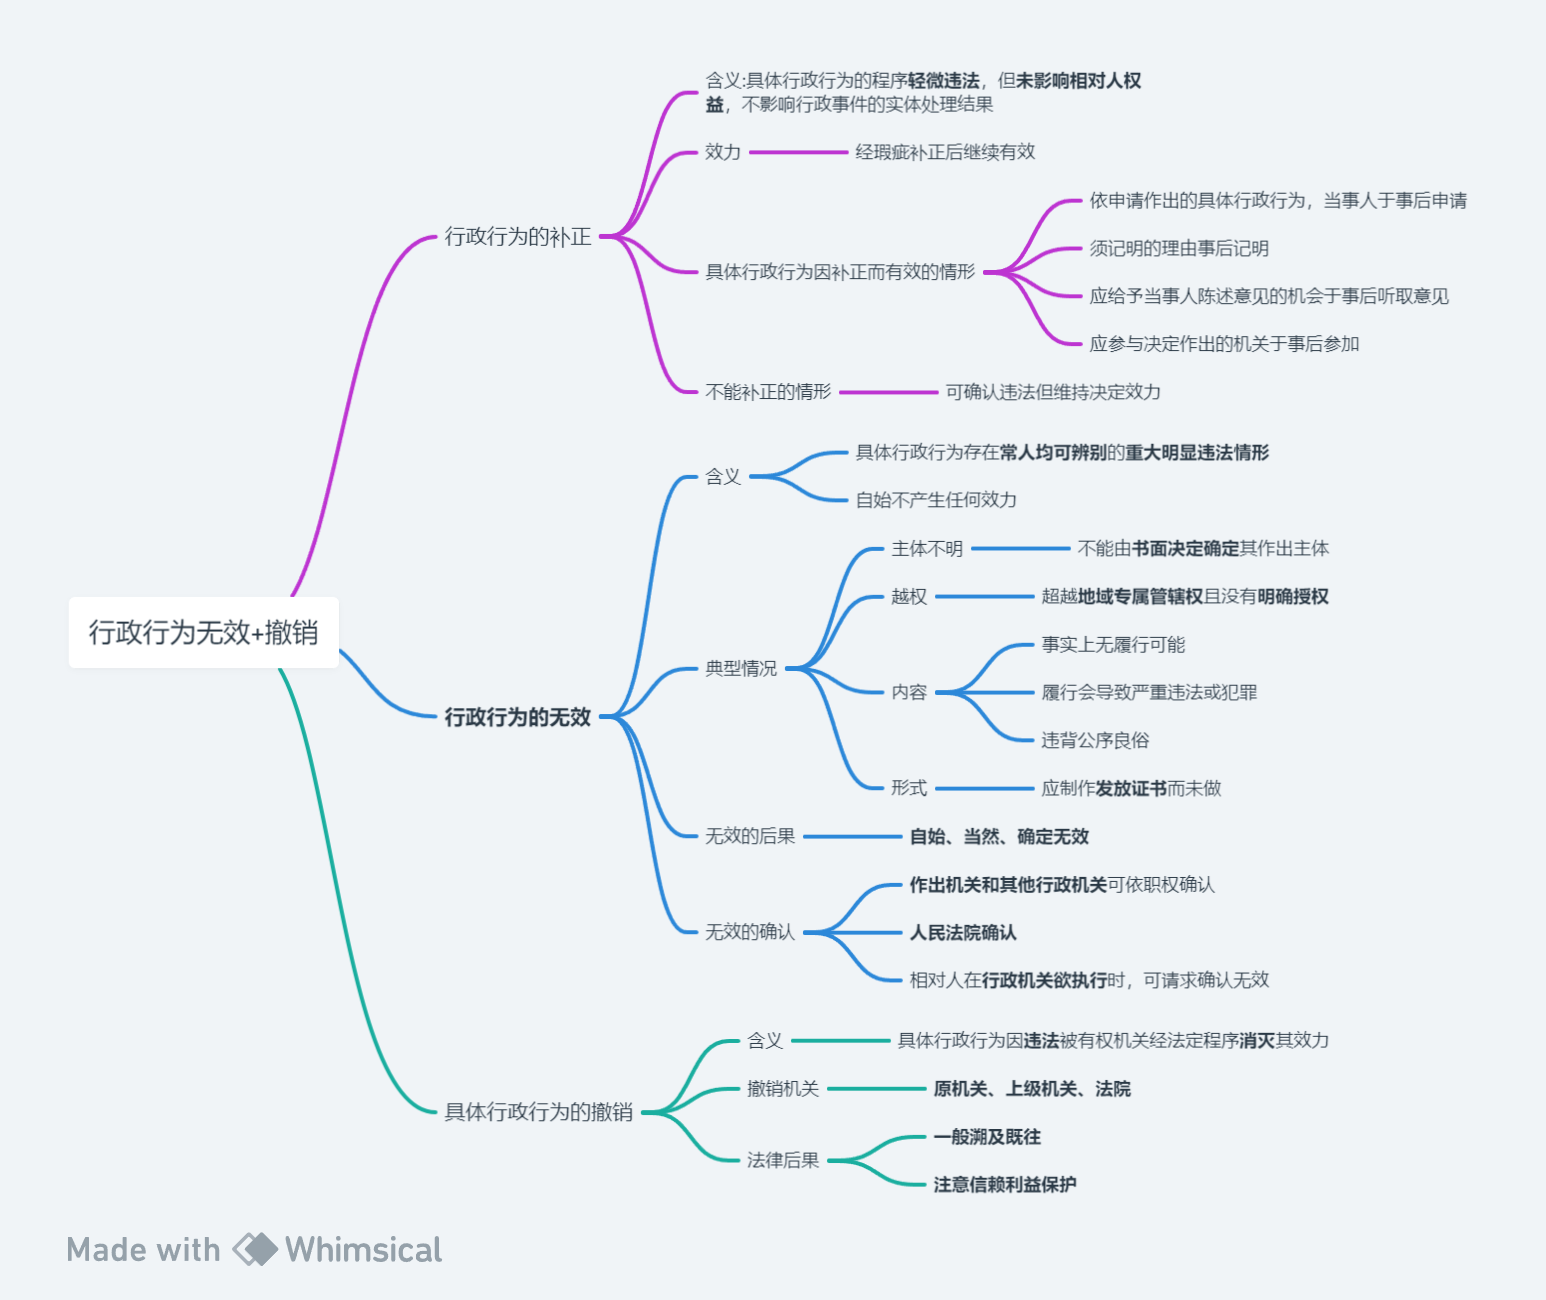 含义:具体行政行为的程序轻微违法，但未影响相对人权
益，不影响行政事件的实体处理结果
效力
经瑕疵补正后继续有效
依申请作出的具体行政行为，当事人于事后申请
行政行为的补正
须记明的理由事后记明
具体行政行为因补正而有效的情形
应给予当事人陈述意见的机会于事后听取意见
应参与决定作出的机关于事后参加
不能补正的情形
可确认违法但维持决定效力
具体行政行为存在常人均可辨别的重大明显违法情形
含义
自始不产生任何效力
主体不明
不能由书面决定确定其作出主体
越权
超越地域专属管辖权且没有明确授权
行政行为无效+撤销
事实上无履行可能
典型情况
内容
履行会导致严重违法或犯罪
行政行为的无效
违背公序良俗
形式
应制作发放证书而未做
无效的后果
自始、当然、确定无效
作出机关和其他行政机关可依职权确认
无效的确认
人民法院确认
相对人在行政机关欲执行时，可请求确认无效
含义
具体行政行为因违法被有权机关经法定程序消灭其效力
撤销机关
原机关、上级机关、法院
具体行政行为的撤销
一般溯及既往
法律后果
注意信赖利益保护
Made with Whimsical